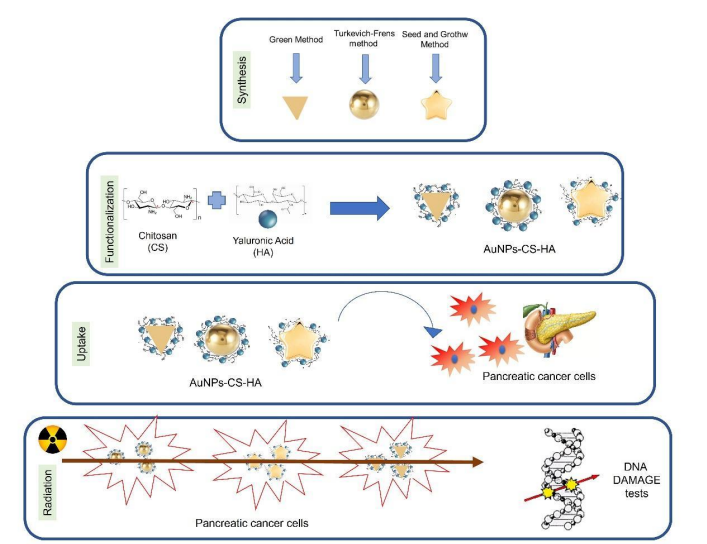 Synthesis
Green Method
Turkevich-Frens
method
Seed and Grothw
Method
Functionalization
Chitosan
(CS)
Yaluronic Acid
(HA)
AuNPs-CS-HA
Uptake
AuNPs-CS-HA
Pancreatic cancer cells
Radiation
Pancreatic cancer cells
DNA
DAMAGE
tests